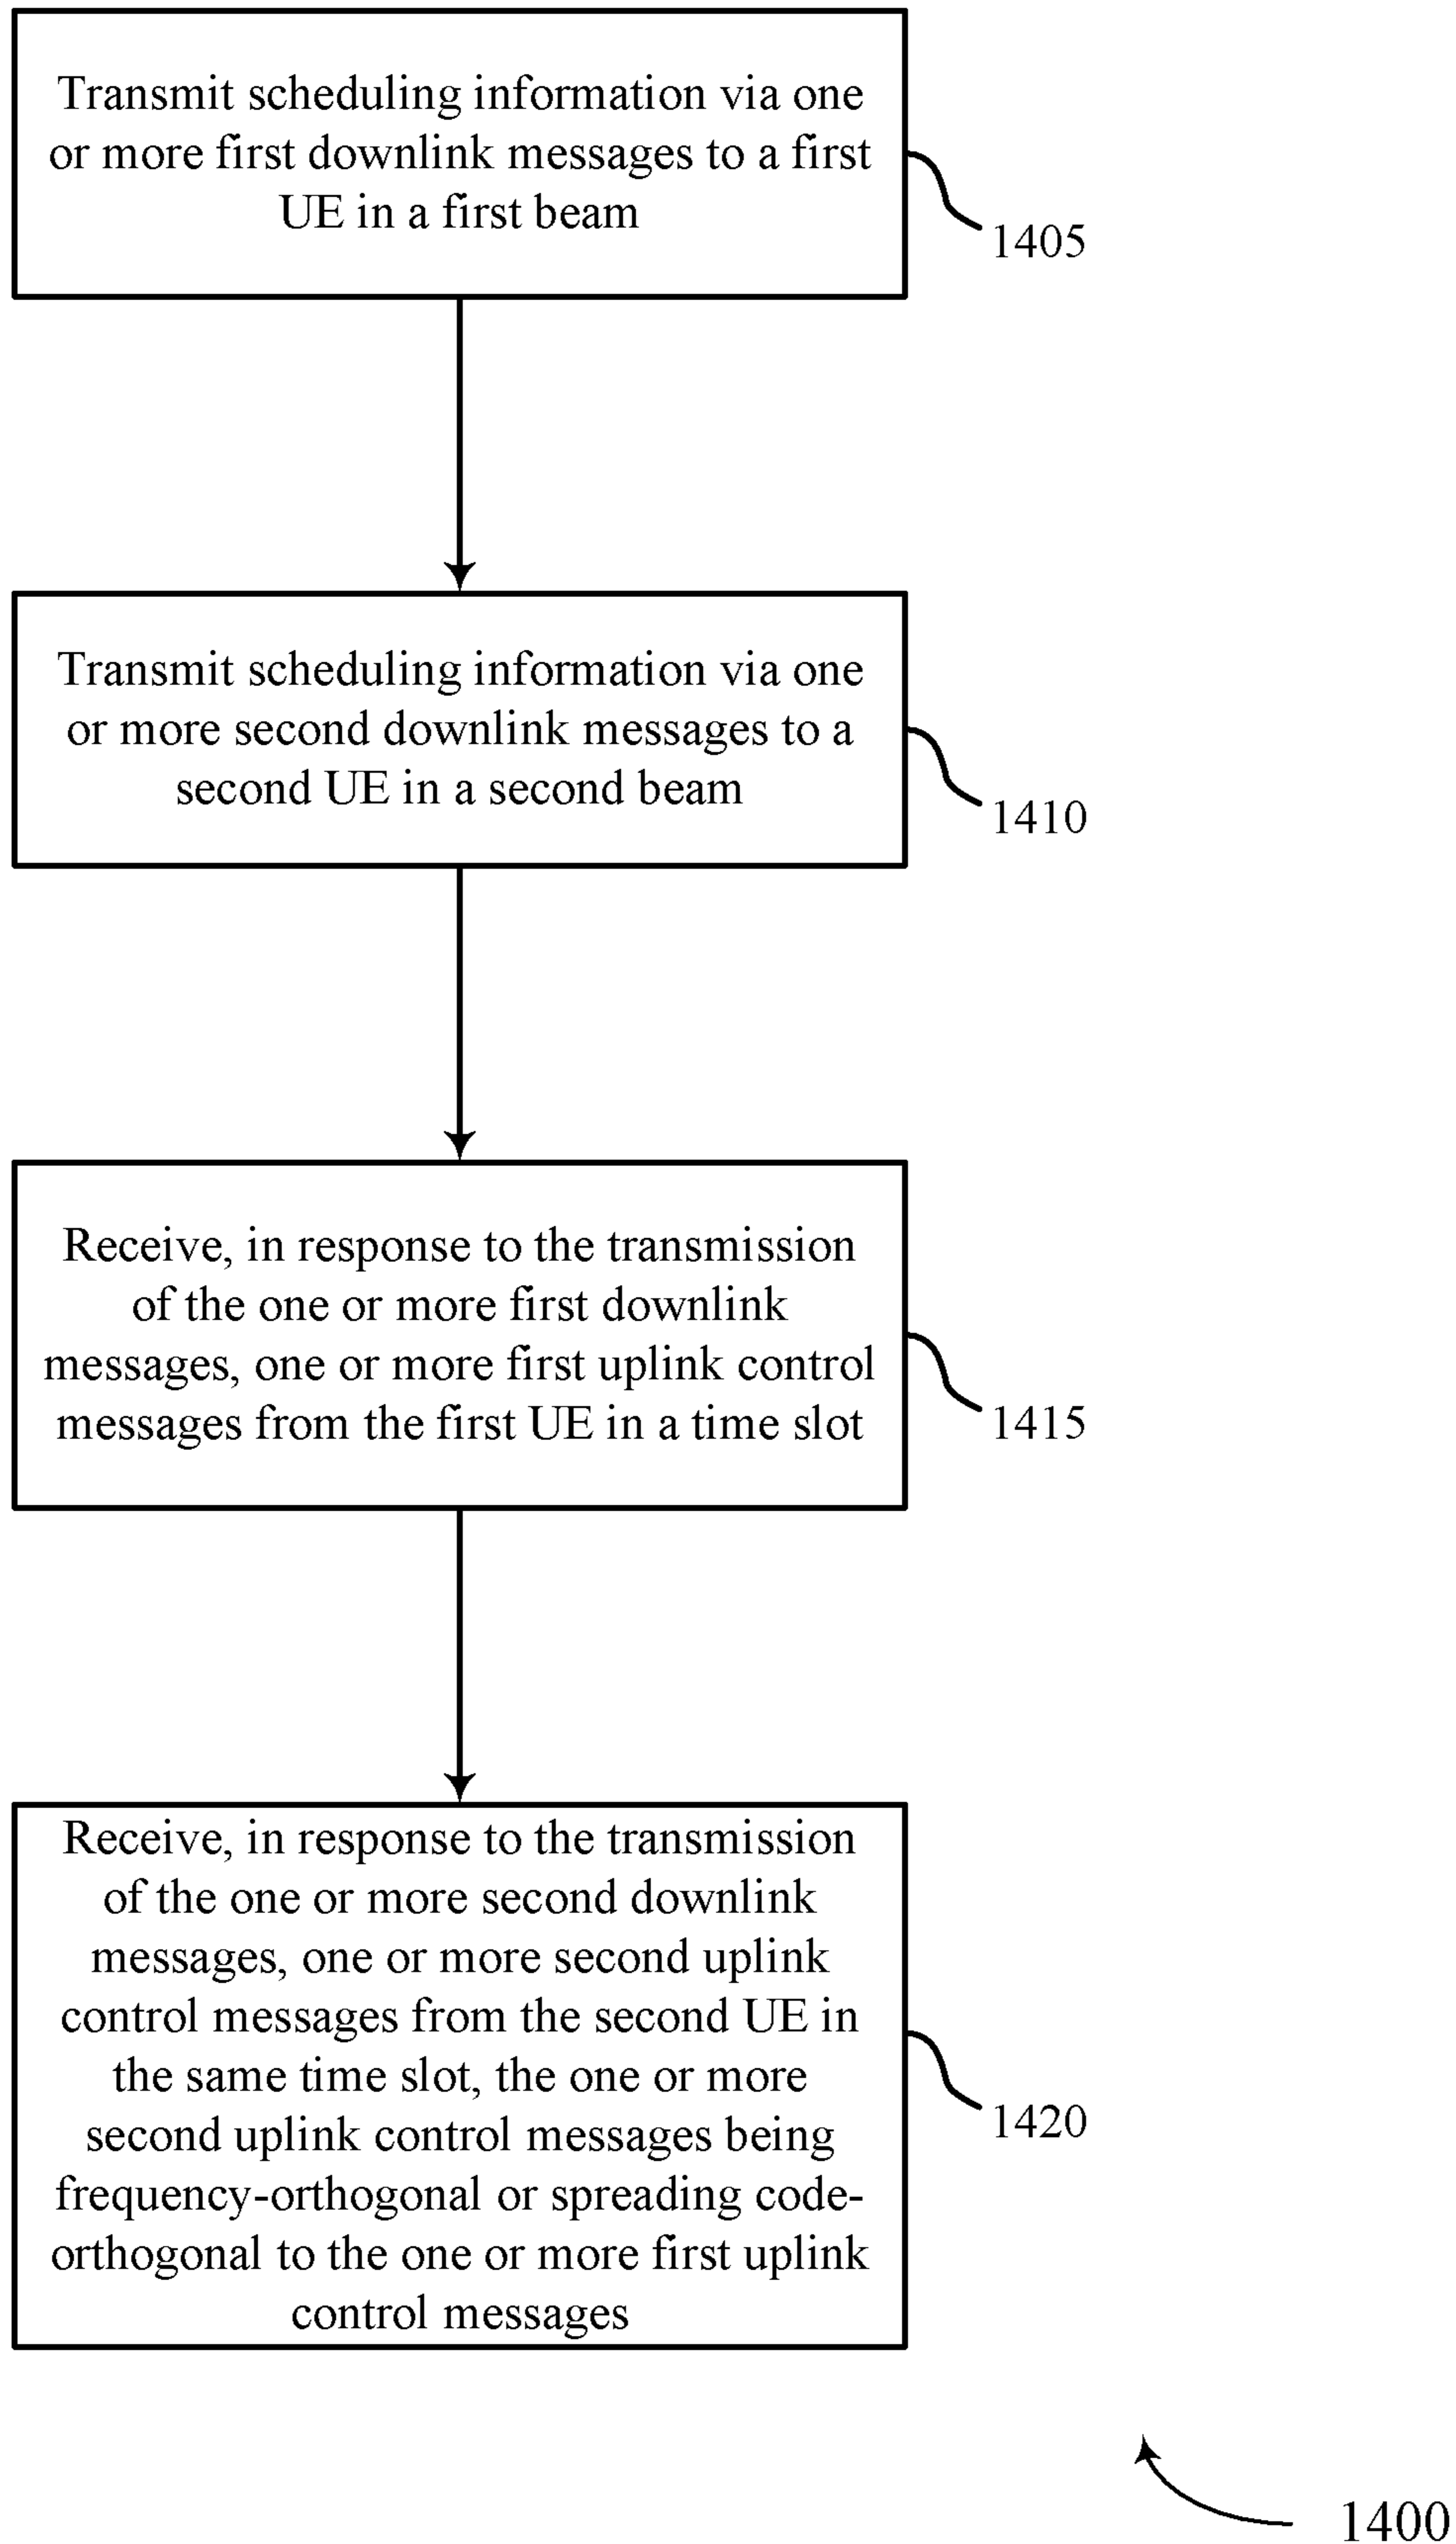 Transmit scheduling information via one
or more first downlink messages to a first
UE in a first beam
1405
Transmit scheduling information via one
or more second downlink messages to a
second UE in a second beam
1410
Receive, in response to the transmission
of the one or more first downlink
messages, one or more first uplink control
messages from the first UE in a time slot
1415
Receive, in response to the transmission
of the one or more second downlink
messages, one or more second uplink
control messages from the second UE in
the same time slot, the one or more
second uplink control messages being
frequency-orthogonal or spreading code-
orthogonal to the one or more first uplink
control messages
1420
1400